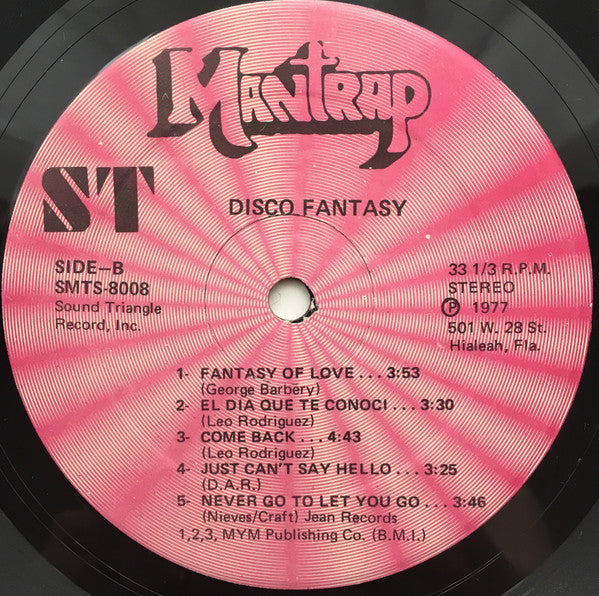 MANTRAP
ST
DISCO FANTASY
SIDE-B
SMTS-8008
Sound Triangle
Record, Inc.
33 1/3 R.P.M.
STEREO
Ⓟ 1977
501 W. 28 St.
Hialeah, Fla.
1- FANTASY OF LOVE . . . 3:53
(George Barbery)
2- EL DIA QUE TE CONOCI . . . 3:30
(Leo Rodriguez)
3- COME BACK . . . 4:43
(Leo Rodriguez)
4- JUST CAN'T SAY HELLO . . . 3:25
(D.A.R.)
5- NEVER GO TO LET YOU GO . . . 3:46
(Nieves/Craft) Jean Records
1,2,3, MYM Publishing Co. (B.M.I.)